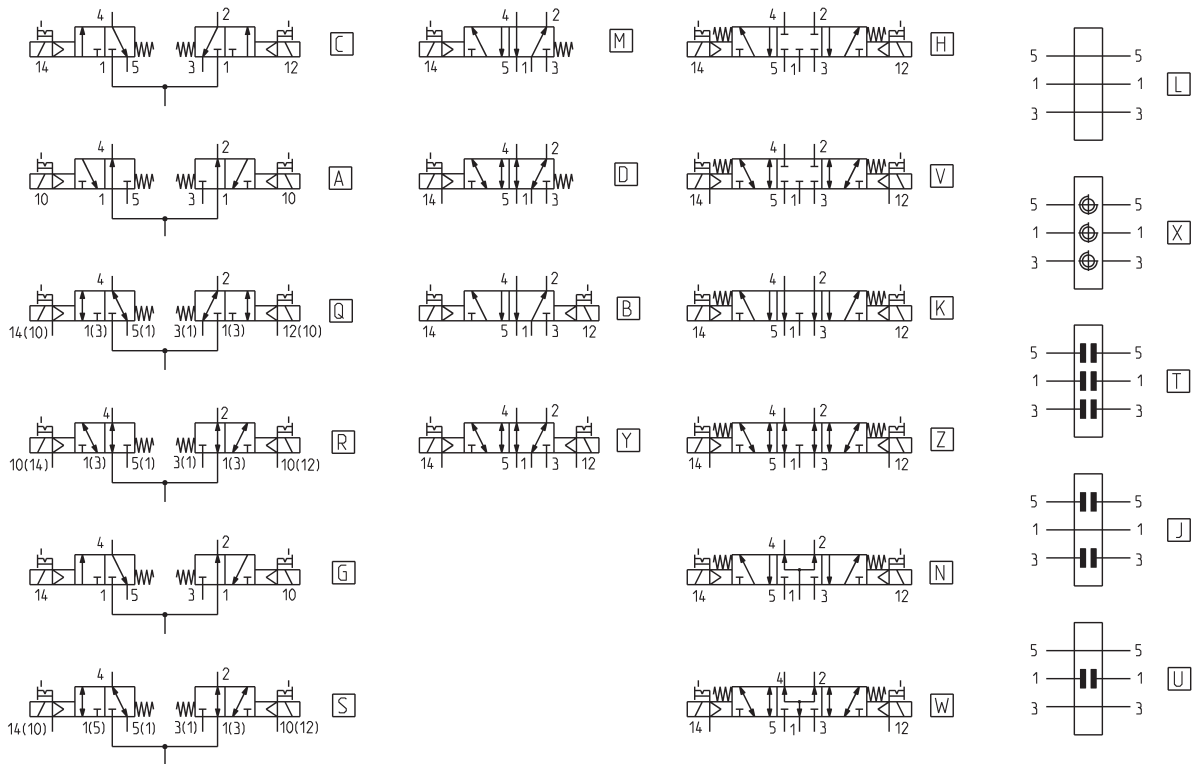 4 2 C
14 1 5 3 1 12
4 2 M
14 5 1 3
4 2 H
14 5 1 3 12
5 5
1 1 L
3 3
4 2 A
10 1 5 3 1 10
4 2 D
14 5 1 3
4 2 V
14 5 1 3 12
5 5
1 1 X
3 3
4 2 Q
14(10) 1(3) 5(1) 3(1) 1(3) 12(10)
4 2 B
14 5 1 3 12
4 2 K
14 5 1 3 12
5 5
1 1 T
3 3
4 2 R
10(14) 1(3) 5(1) 3(1) 1(3) 10(12)
4 2 Y
14 5 1 3 12
4 2 Z
14 5 1 3 12
5 5
1 1 J
3 3
4 2 G
14 1 5 3 1 10
4 2 N
14 5 1 3 12
5 5
1 1 U
3 3
4 2 S
14(10) 1(5) 5(1) 3(1) 1(3) 10(12)
4 2 W
14 5 1 3 12